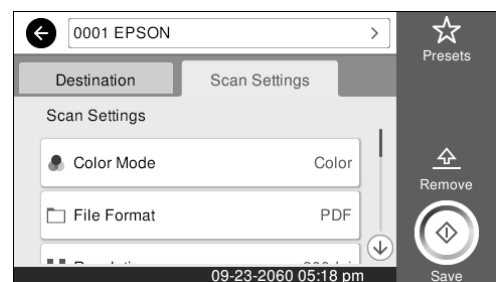 0001 EPSON
Presets
Destination
Scan Settings
Scan Settings
Color Mode
Color
Remove
File Format
PDF
09-23-2060 05:18 pm
Save